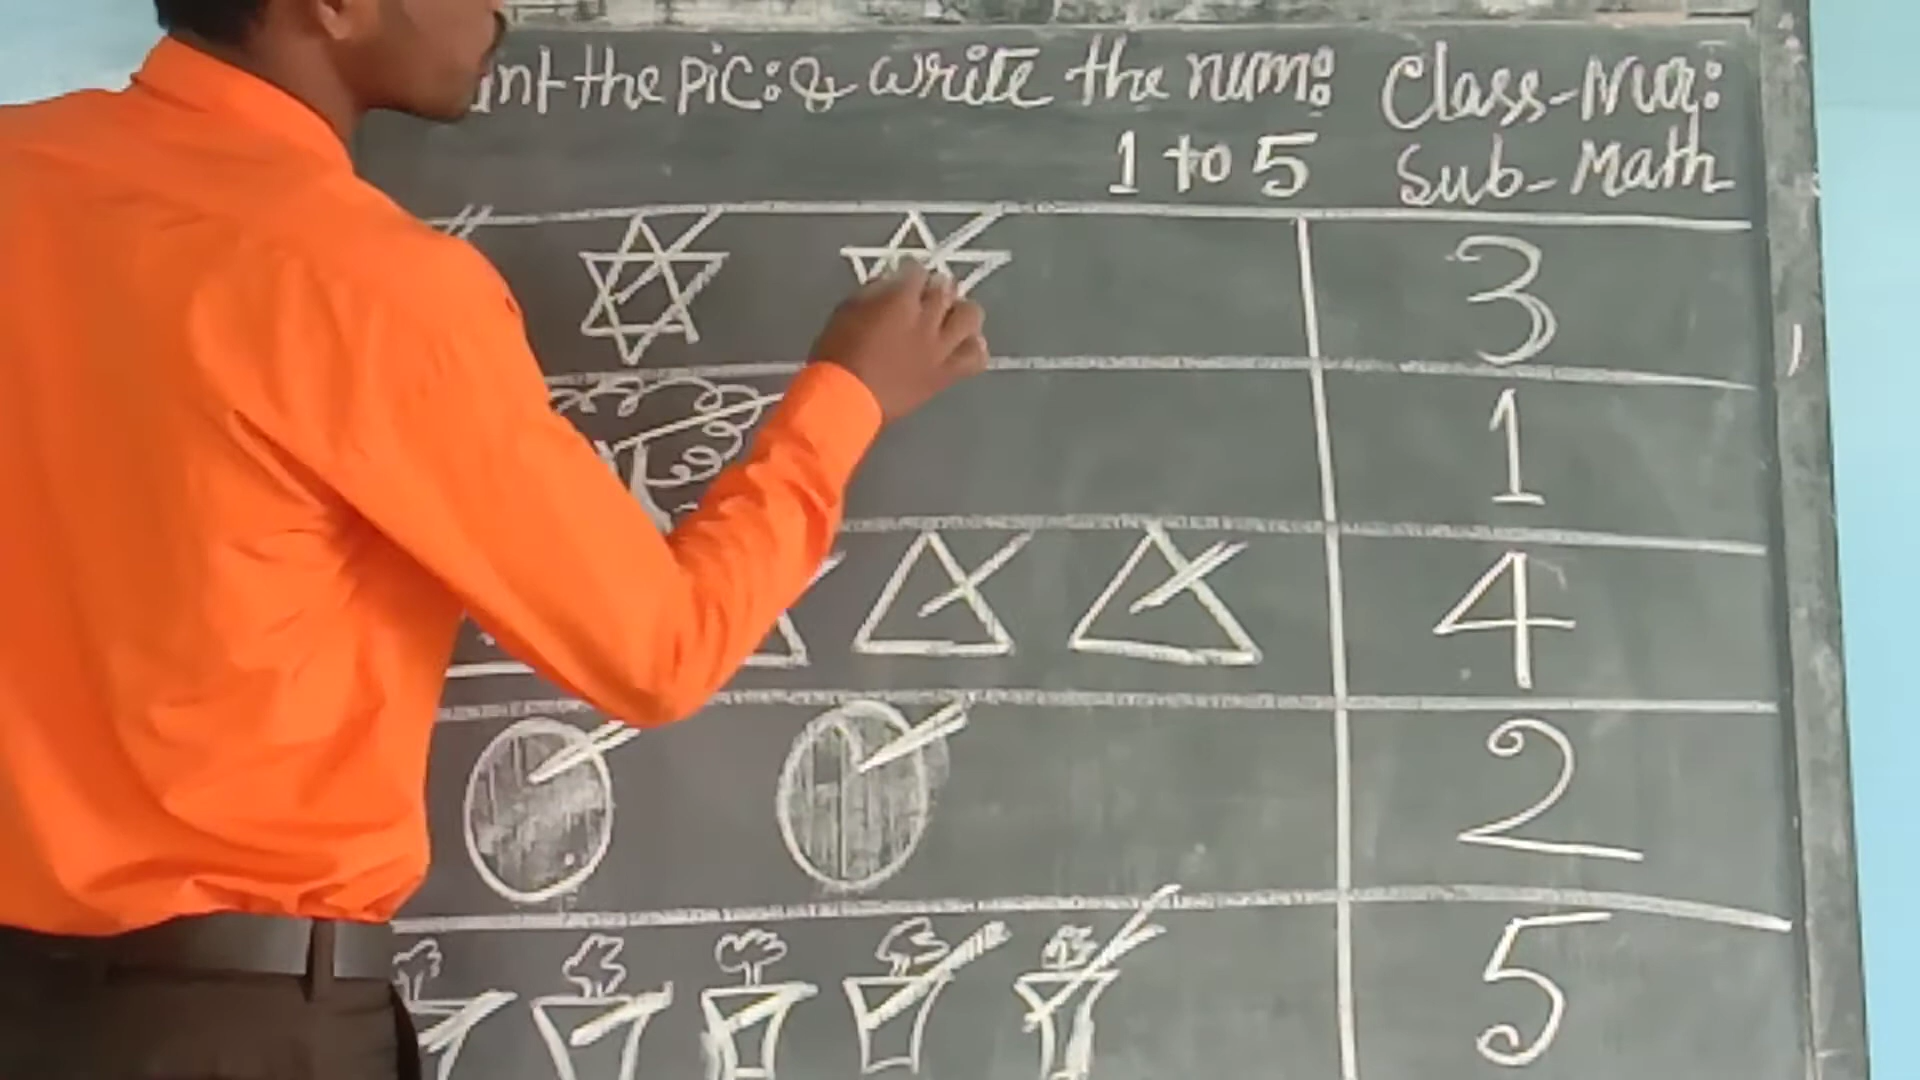 the pic: & write the num:
1 to 5
Class-Nur:
Sub-Math
3
1
4
2
5